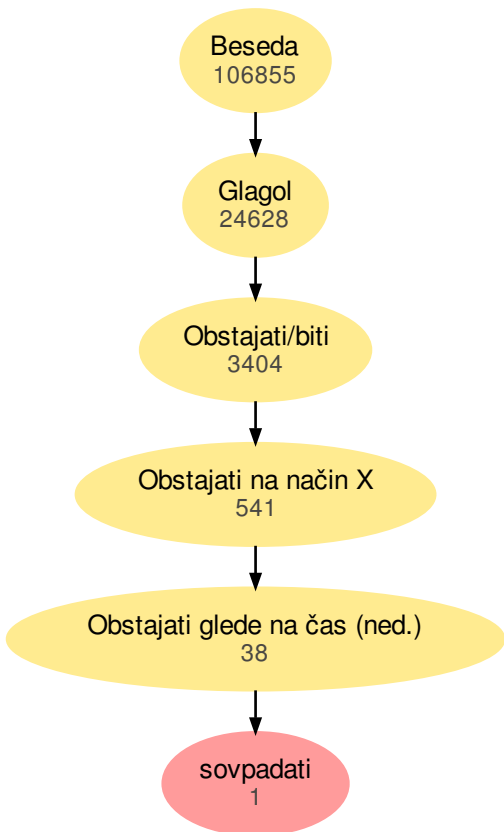 Beseda
106855
Glagol
24628
Obstajati/biti
3404
Obstajati na način X
541
Obstajati glede na čas (ned.)
38
sovpadati
1